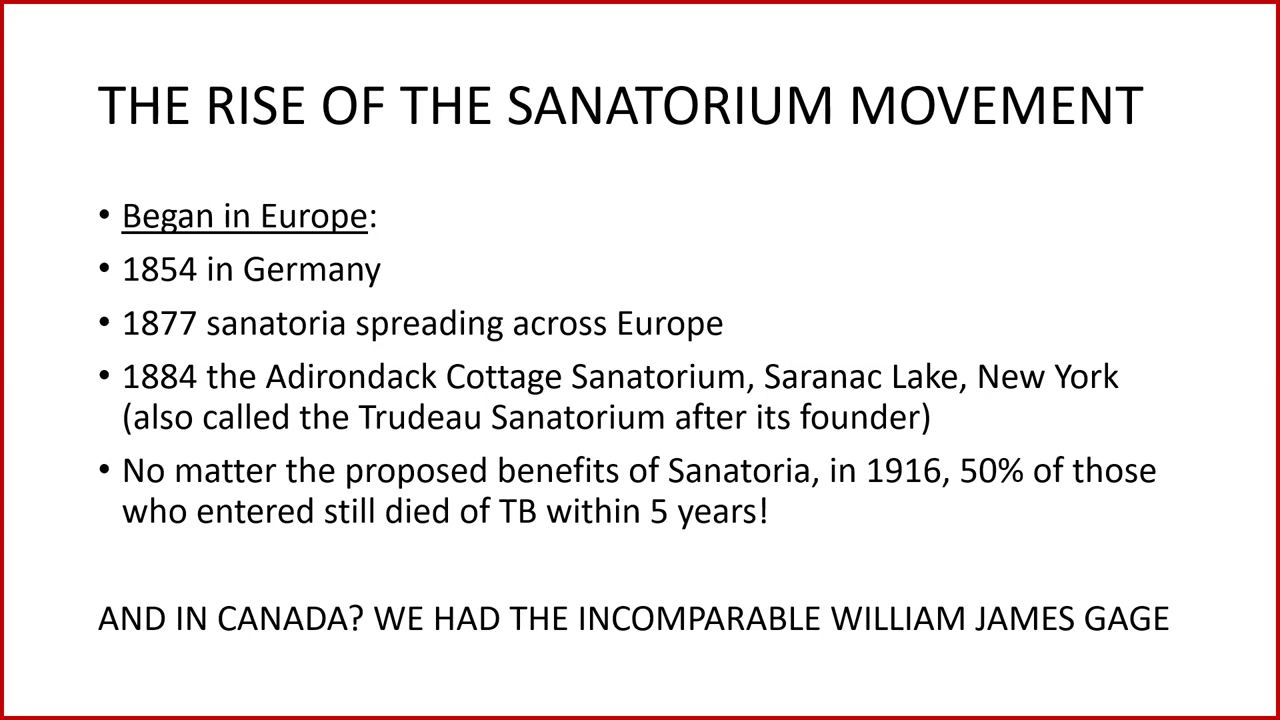 THE RISE OF THE SANATORIUM MOVEMENT
• Began in Europe:
• 1854 in Germany
• 1877 sanatoria spreading across Europe
• 1884 the Adirondack Cottage Sanatorium, Saranac Lake, New York
(also called the Trudeau Sanatorium after its founder)
• No matter the proposed benefits of Sanatoria, in 1916, 50% of those
who entered still died of TB within 5 years!
AND IN CANADA? WE HAD THE INCOMPARABLE WILLIAM JAMES GAGE